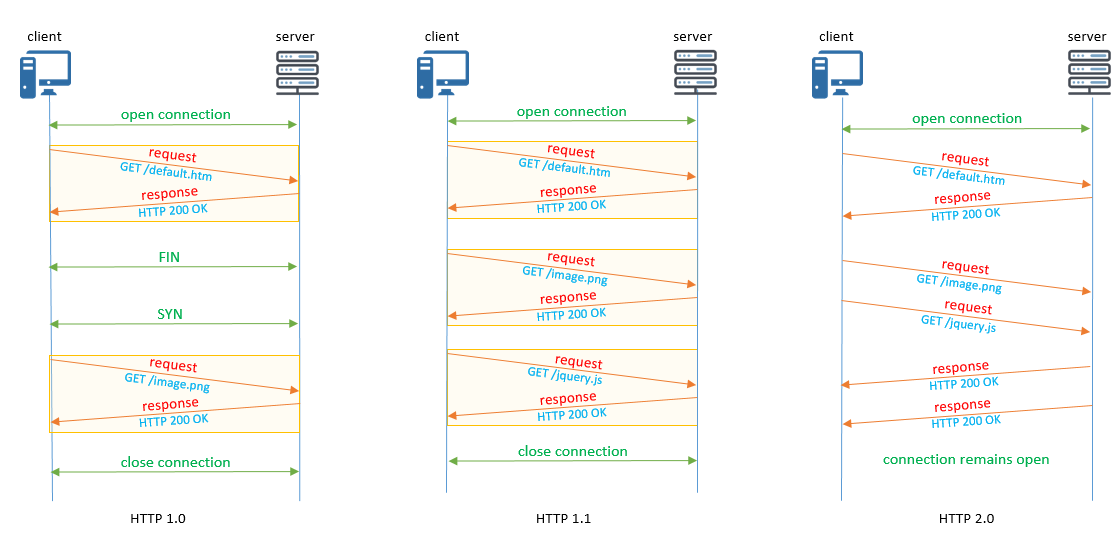 client
server
open connection
request
GET /default.htm
response
HTTP 200 OK
FIN
SYN
request
GET /image.png
response
HTTP 200 OK
close connection
HTTP 1.0
client
server
open connection
request
GET /default.htm
response
HTTP 200 OK
request
GET /image.png
response
HTTP 200 OK
request
GET /jquery.js
response
HTTP 200 OK
close connection
HTTP 1.1
client
server
open connection
request
GET /default.htm
response
HTTP 200 OK
request
GET /image.png
request
GET /jquery.js
response
HTTP 200 OK
response
HTTP 200 OK
connection remains open
HTTP 2.0